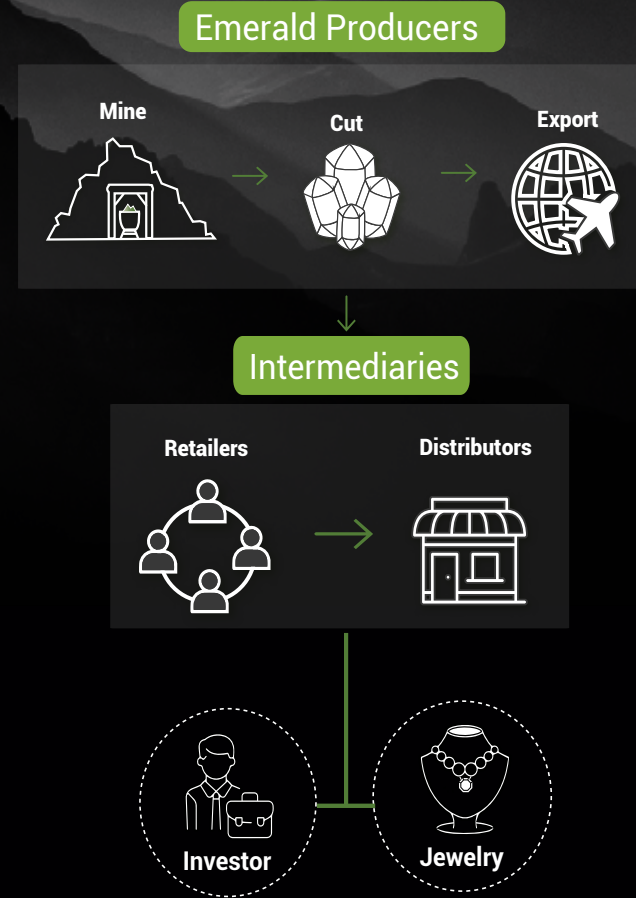 Emerald Producers
Mine
Cut
Export
Intermediaries
Retailers
Distributors
Investor
Jewelry